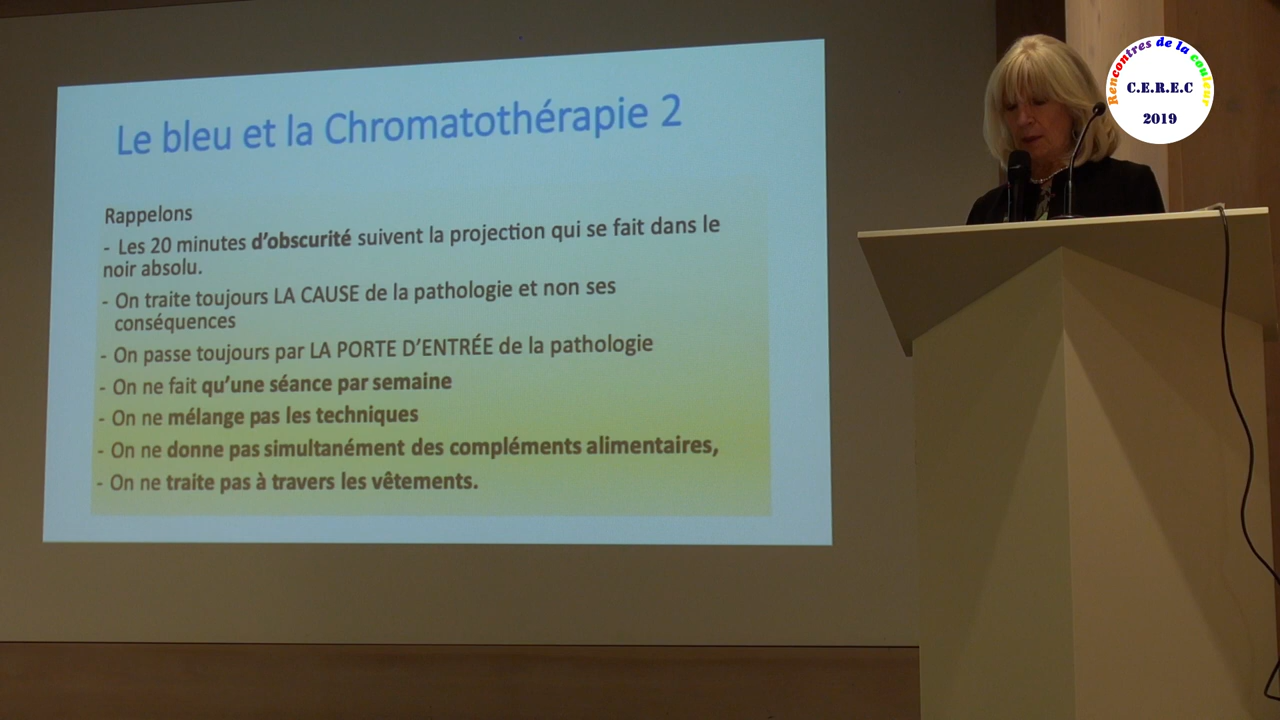 Le bleu et la Chromatothérapie 2
Rappelons
- Les 20 minutes d'obscurité suivent la projection qui se fait dans le
noir absolu.
- On traite toujours LA CAUSE de la pathologie et non ses
conséquences
- On passe toujours par LA PORTE D'ENTRÉE de la pathologie
- On ne fait qu'une séance par semaine
- On ne mélange pas les techniques
- On ne donne pas simultanément des compléments alimentaires,
- On ne traite pas à travers les vêtements.
Rencontres de la couleur
C.E.R.E.C
2019